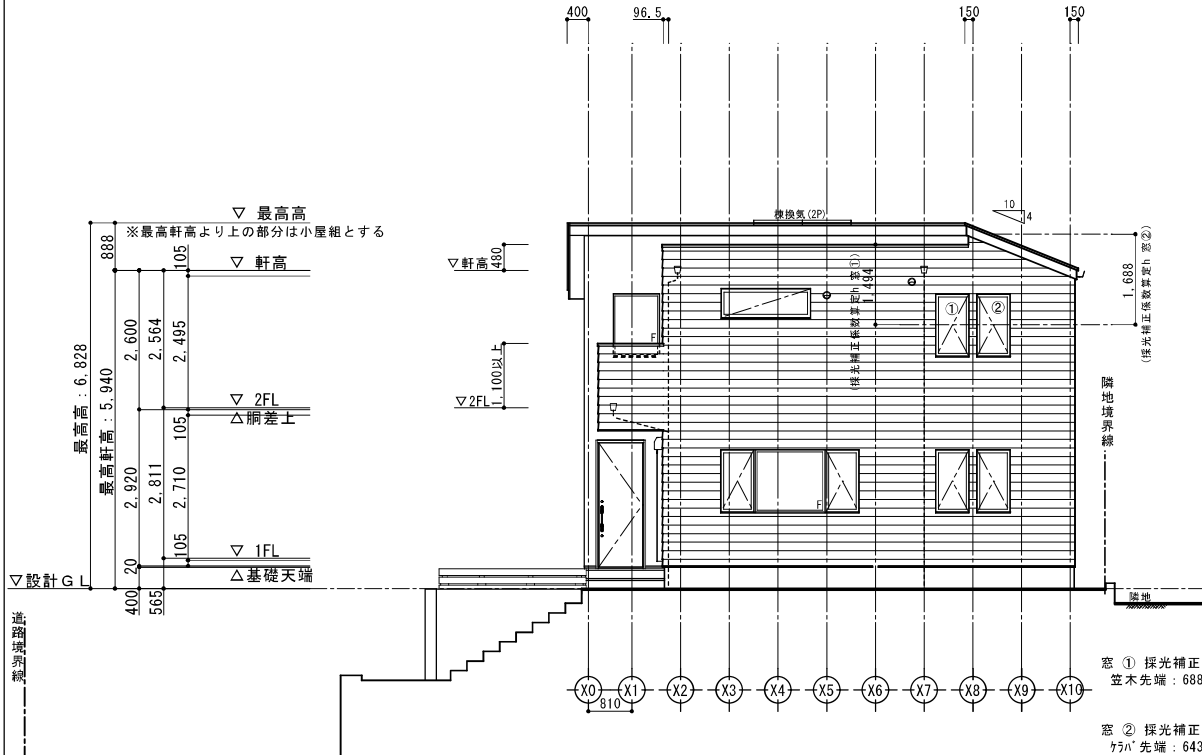 400
96.5
150
150
▽ 最高高
※最高軒高より上の部分は小屋組とする
▽ 軒高
888
105
2,600
2,564
2,495
最高高：6,828
最高軒高：5,940
▽ 2FL
△胴差上
105
2,920
2,811
2,710
105
▽ 1FL
△基礎天端
20
400
565
▽設計ＧＬ
道路境界線
▽軒高
480
1,100以上
▽2FL
棟換気(2P)
10
4
1,494
(採光補正係数算定h 窓①)
1,688
(採光補正係数算定h 窓②)
①
②
F
F
隣地境界線
隣地
X0
X1
X2
X3
X4
X5
X6
X7
X8
X9
X10
810
窓 ① 採光補正
笠木先端：688
窓 ② 採光補正
ｹﾗﾊﾞ先端：643